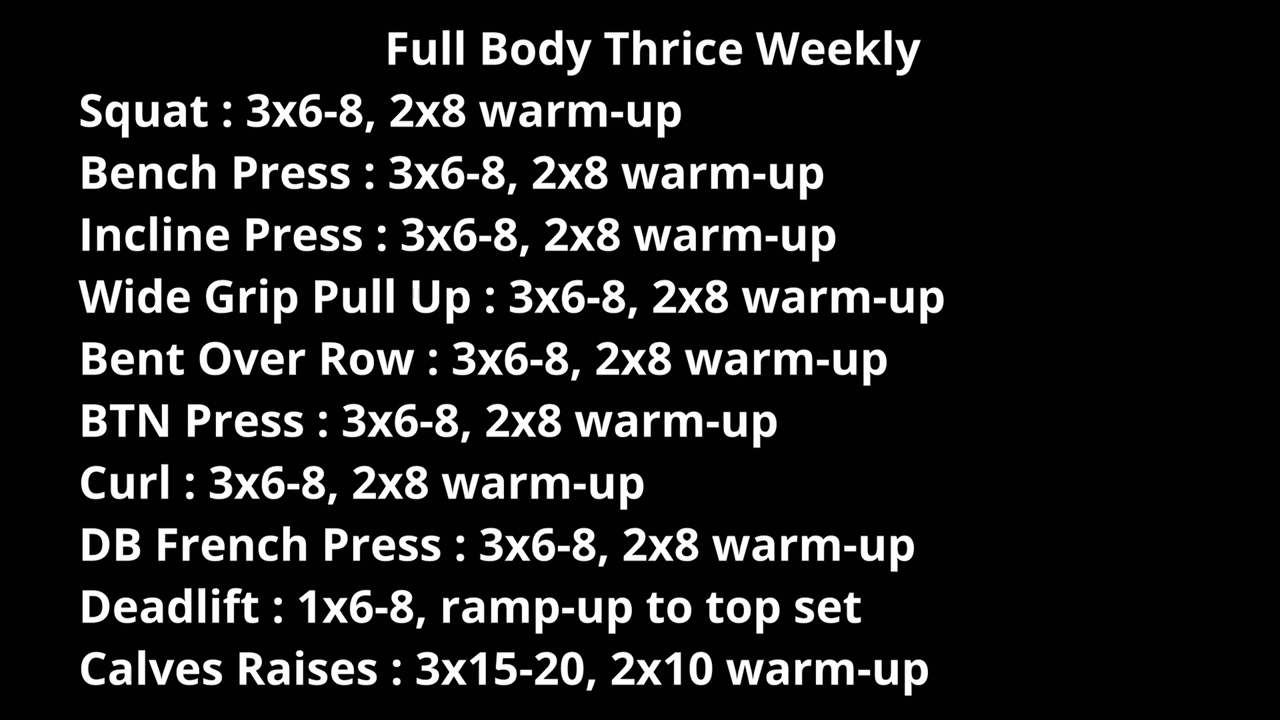 Full Body Thrice Weekly
Squat : 3x6-8, 2x8 warm-up
Bench Press : 3x6-8, 2x8 warm-up
Incline Press : 3x6-8, 2x8 warm-up
Wide Grip Pull Up : 3x6-8, 2x8 warm-up
Bent Over Row : 3x6-8, 2x8 warm-up
BTN Press : 3x6-8, 2x8 warm-up
Curl : 3x6-8, 2x8 warm-up
DB French Press : 3x6-8, 2x8 warm-up
Deadlift : 1x6-8, ramp-up to top set
Calves Raises : 3x15-20, 2x10 warm-up